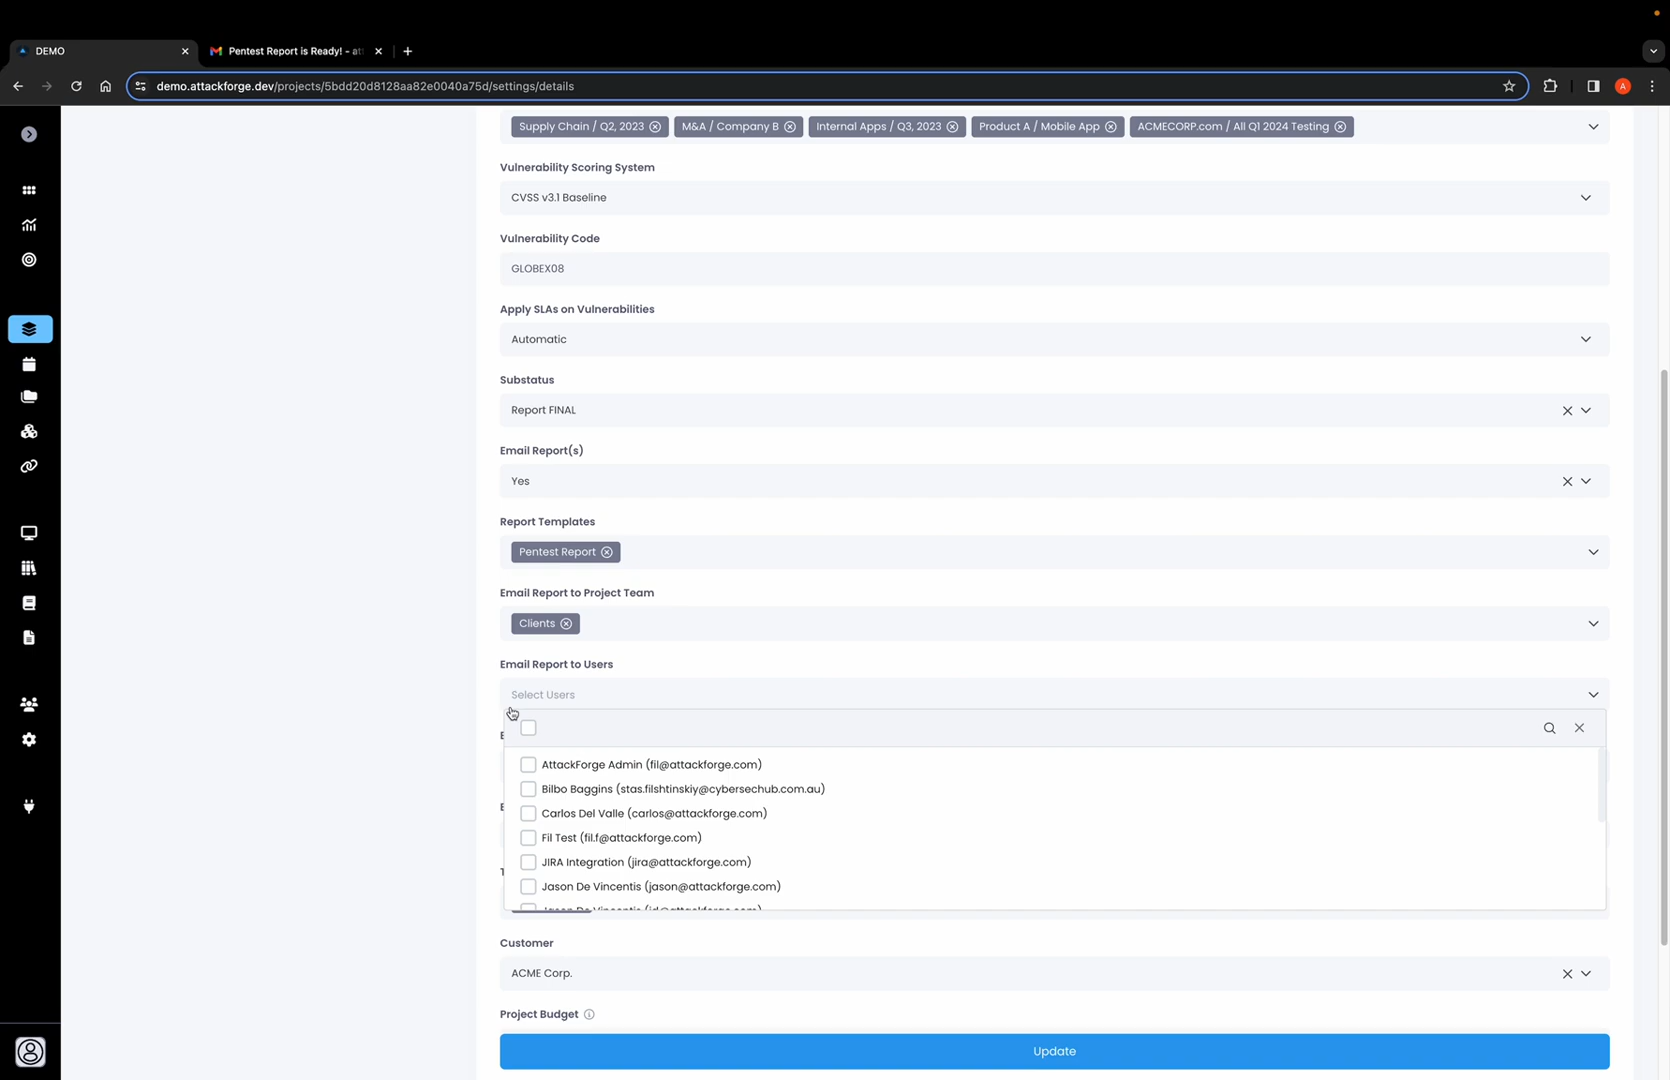 DEMO
Pentest Report is Ready! - at
demo.attackforge.dev/projects/5bdd20d8128aa82e0040a75d/settings/details
A
Supply Chain / Q2, 2023 M&A / Company B Internal Apps / Q3, 2023 Product A / Mobile App ACMECORP.com / All Q1 2024 Testing
Vulnerability Scoring System
CVSS v3.1 Baseline
Vulnerability Code
GLOBEX08
Apply SLAs on Vulnerabilities
Automatic
Substatus
Report FINAL
Email Report(s)
Yes
Report Templates
Pentest Report
Email Report to Project Team
Clients
Email Report to Users
Select Users
AttackForge Admin (fil@attackforge.com)
Bilbo Baggins (stas.filshtinskiy@cybersechub.com.au)
Carlos Del Valle (carlos@attackforge.com)
Fil Test (fil.f@attackforge.com)
JIRA Integration (jira@attackforge.com)
Jason De Vincentis (jason@attackforge.com)
Jason De Vincentis (jd@attackforge.com)
Customer
ACME Corp.
Project Budget
Update